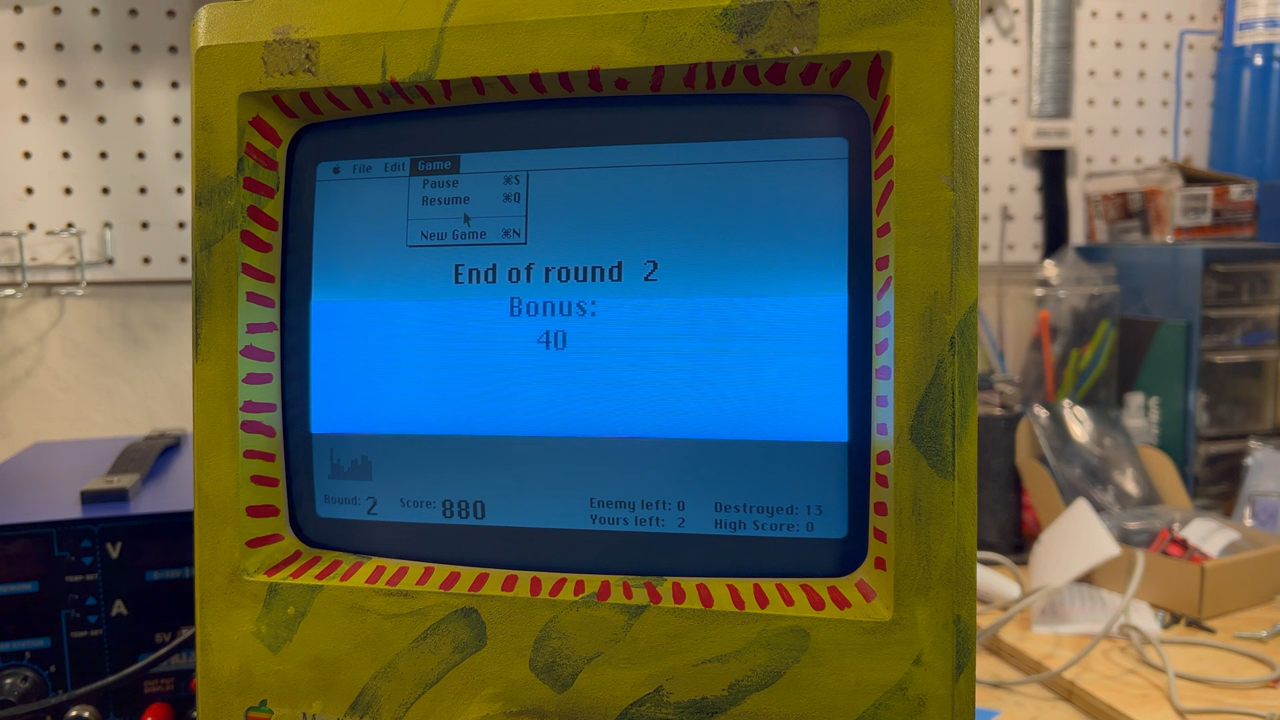 File Edit Game
Pause ⌘S
Resume ⌘Q
New Game ⌘N
End of round 2
Bonus:
40
Round: 2 Score: 880
Enemy left: 0 Destroyed: 13
Yours left: 2 High Score: 0
V
A
5V